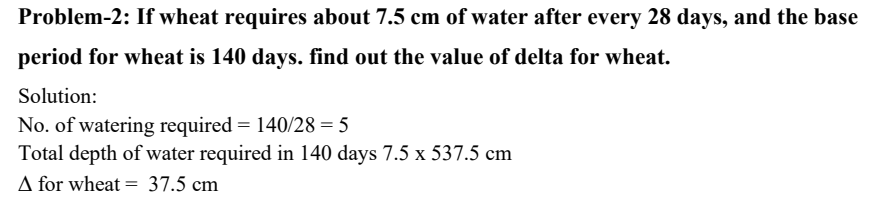 Problem-2: If wheat requires about 7.5 cm of water after every 28 days, and the base
period for wheat is 140 days. find out the value of delta for wheat.
Solution:
No. of watering required = 140/28 = 5
Total depth of water required in 140 days 7.5 x 537.5 cm
Δ for wheat = 37.5 cm